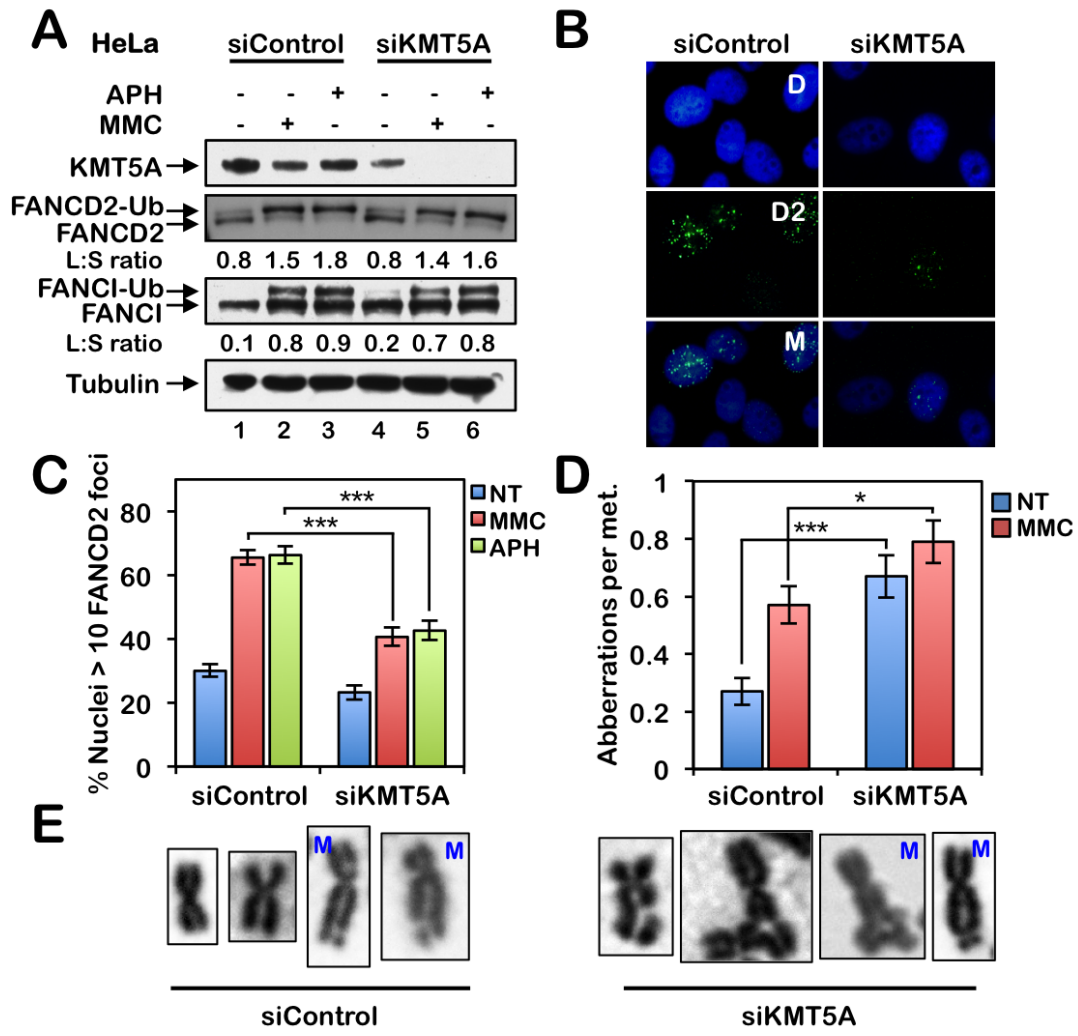 A
HeLa
siControl
siKMT5A
APH
- - + - - +
MMC
- + - - + -
KMT5A
FANCD2-Ub
FANCD2
L:S ratio
0.8 1.5 1.8 0.8 1.4 1.6
FANCI-Ub
FANCI
L:S ratio
0.1 0.8 0.9 0.2 0.7 0.8
Tubulin
1 2 3 4 5 6
B
siControl
siKMT5A
D
D2
M
C
% Nuclei > 10 FANCD2 foci
80
60
40
20
0
***
***
NT
MMC
APH
siControl
siKMT5A
D
Abberrations per met.
1
0.8
0.6
0.4
0.2
0
*
***
NT
MMC
siControl
siKMT5A
E
M
M
M
M
siControl
siKMT5A